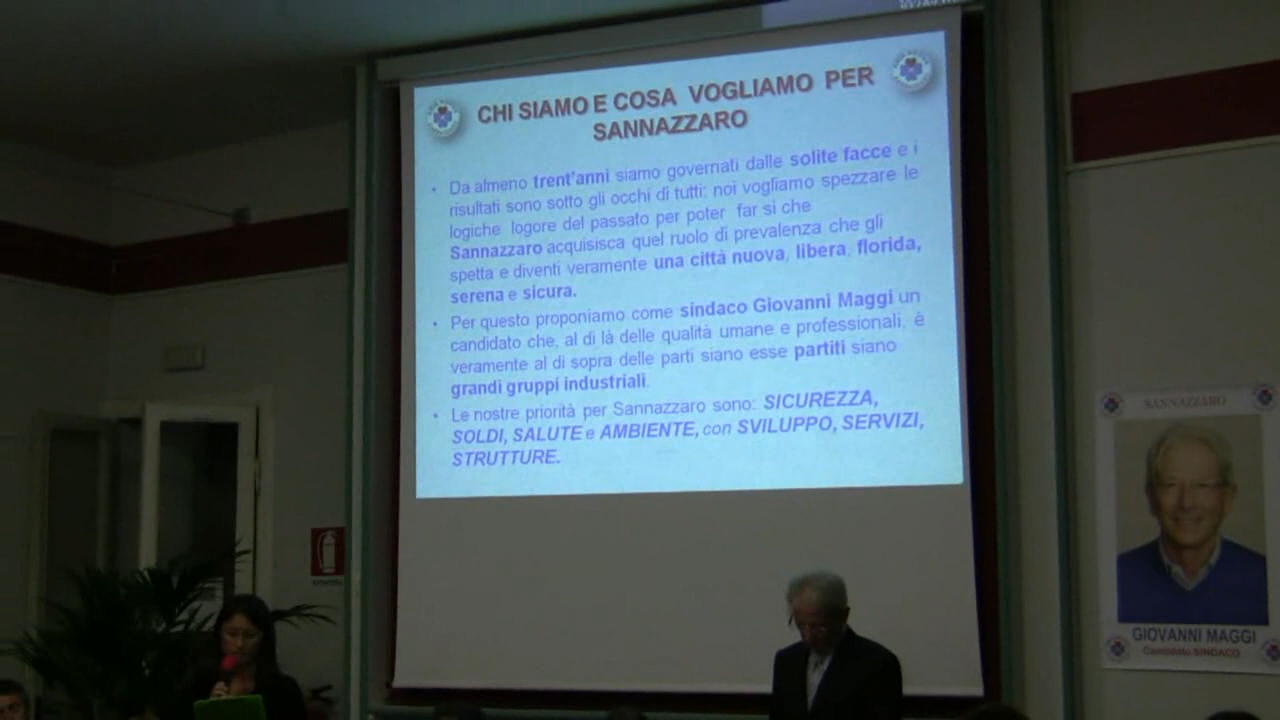 CHI SIAMO E COSA VOGLIAMO PER
SANNAZZARO
• Da almeno trent'anni siamo governati dalle solite facce e i
risultati sono sotto gli occhi di tutti: noi vogliamo spezzare le
logiche logore del passato per poter far si che
Sannazzaro acquisisca quel ruolo di prevalenza che gli
spetta e diventi veramente una città nuova, libera, florida,
serena e sicura.
• Per questo proponiamo come sindaco Giovanni Maggi un
candidato che, al di là delle qualità umane e professionali, è
veramente al di sopra delle parti siano esse partiti siano
grandi gruppi industriali.
• Le nostre priorità per Sannazzaro sono: SICUREZZA,
SOLDI, SALUTE e AMBIENTE, con SVILUPPO, SERVIZI,
STRUTTURE.
SANNAZZARO
GIOVANNI MAGGI
Candidato SINDACO